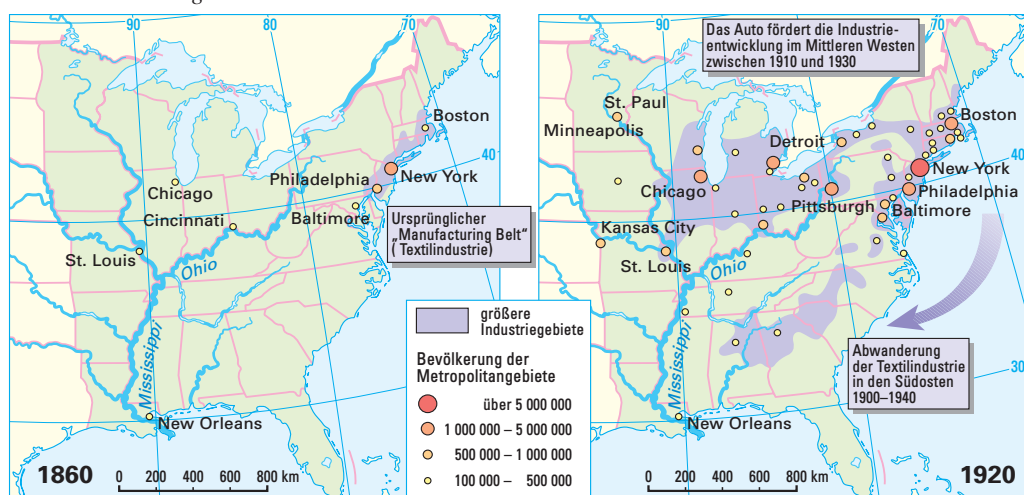 90
80
70
Boston
40
New York
Philadelphia
Chicago
Cincinnati
Baltimore
St. Louis
Ohio
Mississippi
New Orleans
Ursprünglicher
„Manufacturing Belt“
(Textilindustrie)
1860
0 200 400 600 800 km
größere
Industriegebiete
Bevölkerung der
Metropolitangebiete
über 5 000 000
1 000 000 – 5 000 000
500 000 – 1 000 000
100 000 – 500 000
90
80
70
Das Auto fördert die Industrie-
entwicklung im Mittleren Westen
zwischen 1910 und 1930
St. Paul
Minneapolis
Boston
Detroit
40
New York
Chicago
Philadelphia
Pittsburgh
Baltimore
Kansas City
St. Louis
Ohio
Mississippi
Abwanderung
der Textilindustrie
in den Südosten
1900–1940
30
New Orleans
0 200 400 600 800 km
1920